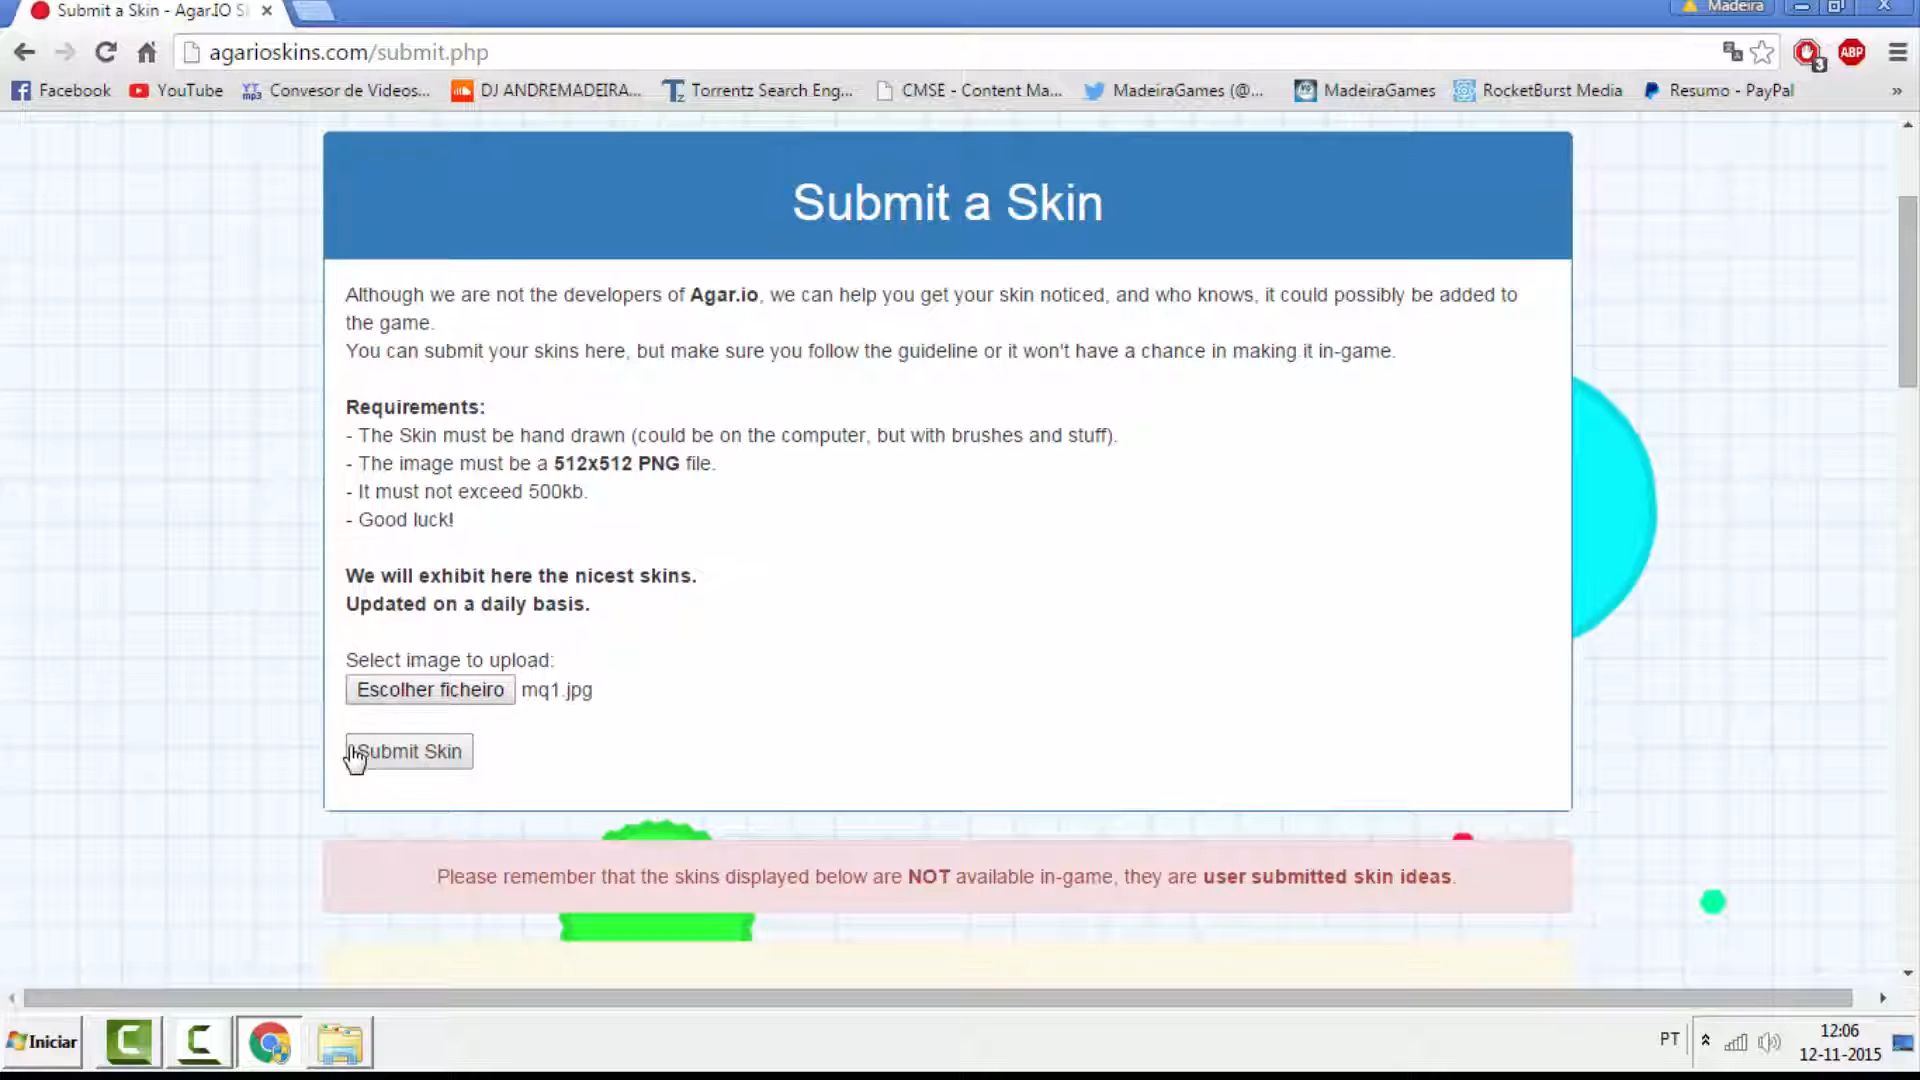 Submit a Skin - Agar.IO S
Madeira
agarioskins.com/submit.php
3
ABP
Facebook YouTube Convesor de Videos... DJ ANDREMADEIRA... Torrentz Search Eng... CMSE - Content Ma... MadeiraGames (@... MadeiraGames RocketBurst Media Resumo - PayPal »
Submit a Skin
Although we are not the developers of Agar.io, we can help you get your skin noticed, and who knows, it could possibly be added to
the game.
You can submit your skins here, but make sure you follow the guideline or it won't have a chance in making it in-game.
Requirements:
- The Skin must be hand drawn (could be on the computer, but with brushes and stuff).
- The image must be a 512x512 PNG file.
- It must not exceed 500kb.
- Good luck!
We will exhibit here the nicest skins.
Updated on a daily basis.
Select image to upload:
Escolher ficheiro mq1.jpg
Submit Skin
Please remember that the skins displayed below are NOT available in-game, they are user submitted skin ideas.
Iniciar
PT
12:06
12-11-2015